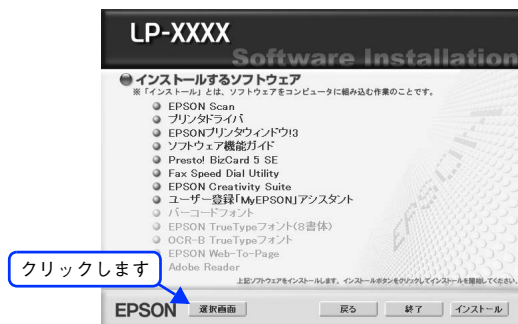 LP-XXXX
Software Installation
インストールするソフトウェア
※「インストール」とは、ソフトウェアをコンピュータに組み込む作業のことです。
EPSON Scan
プリンタドライバ
EPSONプリンタウィンドウ!3
ソフトウェア機能ガイド
Presto! BizCard 5 SE
Fax Speed Dial Utility
EPSON Creativity Suite
ユーザー登録「MyEPSON」アシスタント
バーコードフォント
EPSON TrueTypeフォント(8書体)
OCR-B TrueTypeフォント
EPSON Web-To-Page
Adobe Reader
上記ソフトウェアをインストールします。インストールボタンをクリックしてインストールを開始してください。
クリックします
EPSON 選択画面 戻る 終了 インストール
EPSON